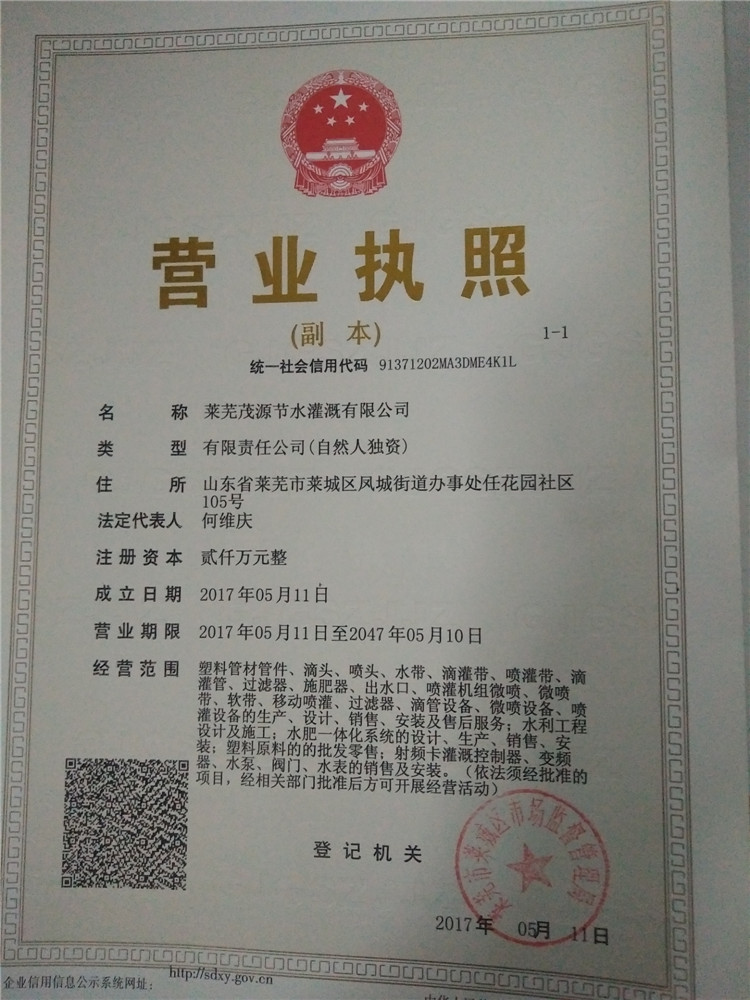 营业执照
(副 本)
1-1
统一社会信用代码 91371202MA3DME4K1L
名 称 莱芜茂源节水灌溉有限公司
类 型 有限责任公司(自然人独资)
住 所 山东省莱芜市莱城区凤城街道办事处任花园社区
105号
法定代表人 何维庆
注册资本 贰仟万元整
成立日期 2017年05月11日
营业期限 2017年05月11日至2047年05月10日
经营范围 塑料管材管件、滴头、喷头、水带、滴灌带、喷灌带、滴
灌管、过滤器、施肥器、出水口、喷灌机组微喷、微喷
带、软带、移动喷灌、过滤器、滴管设备、微喷设备、喷
灌设备的生产、设计、销售、安装及售后服务；水利工程
设计及施工；水肥一体化系统的设计、生产、销售、安
装；塑料原料的的批发零售；射频卡灌溉控制器、变频
器、水泵、阀门、水表的销售及安装。（依法须经批准的
项目，经相关部门批准后方可开展经营活动）
登记机关
莱芜市莱城区市场监督管理局
2017年 05月 11日
企业信用信息公示系统网址：
http://sdxy.gov.cn